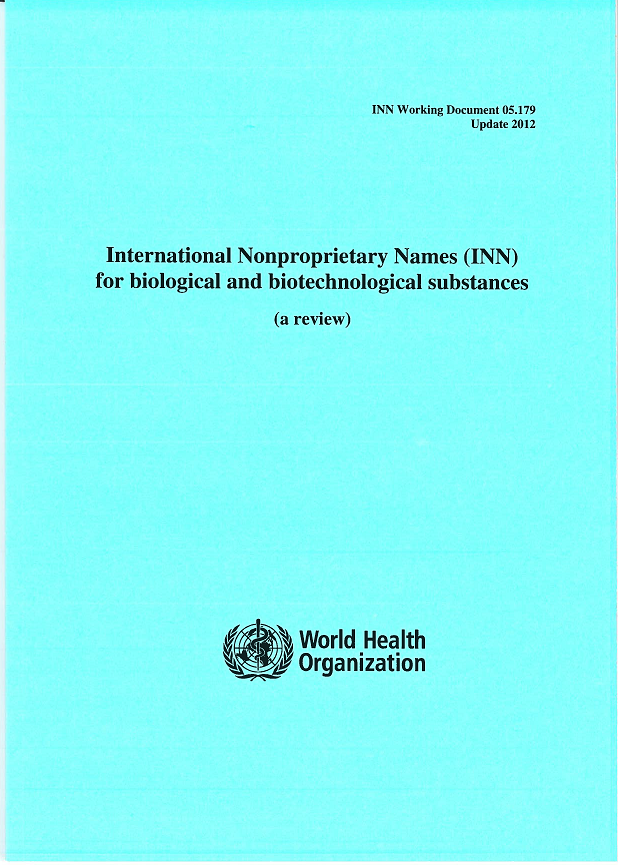 INN Working Document 05.179
Update 2012
International Nonproprietary Names (INN)
for biological and biotechnological substances
(a review)
World Health
Organization